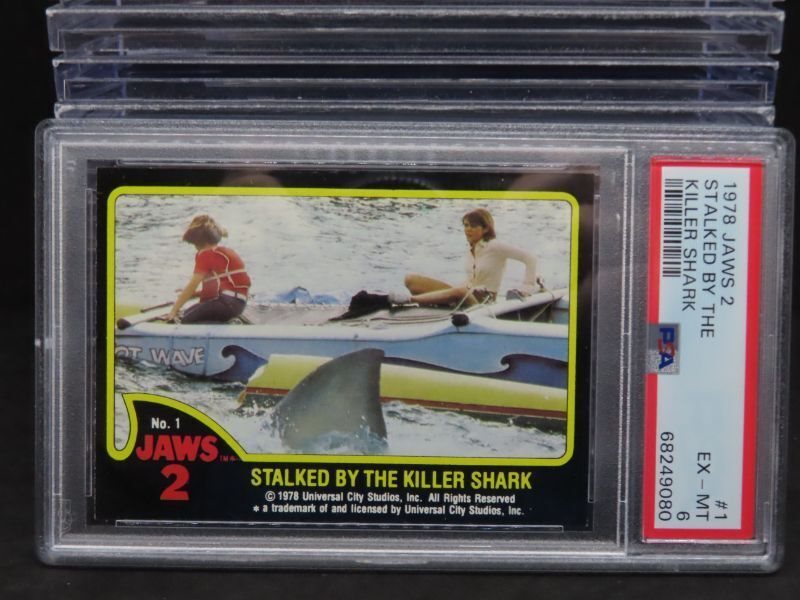 OT WAVE
No. 1
JAWS TM*
2
STALKED BY THE KILLER SHARK
© 1978 Universal City Studios, Inc. All Rights Reserved
* a trademark of and licensed by Universal City Studios, Inc.
1978 JAWS 2
STALKED BY THE
KILLER SHARK
PSA
#1
EX - MT
6
68249080